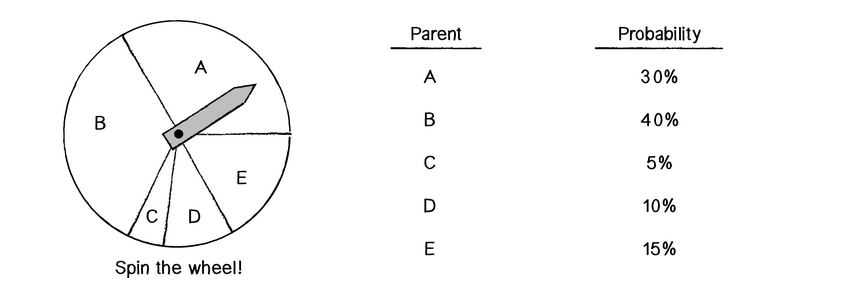 A
B
E
C
D
Spin the wheel!
Parent Probability
A 30%
B 40%
C 5%
D 10%
E 15%